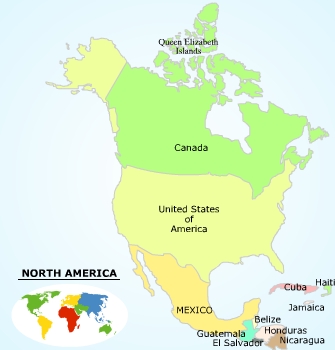 Queen Elizabeth
Islands
Canada
United States
of
America
NORTH AMERICA
MEXICO
Cuba
Haiti
Jamaica
Belize
Honduras
Guatemala
El Salvador
Nicaragua